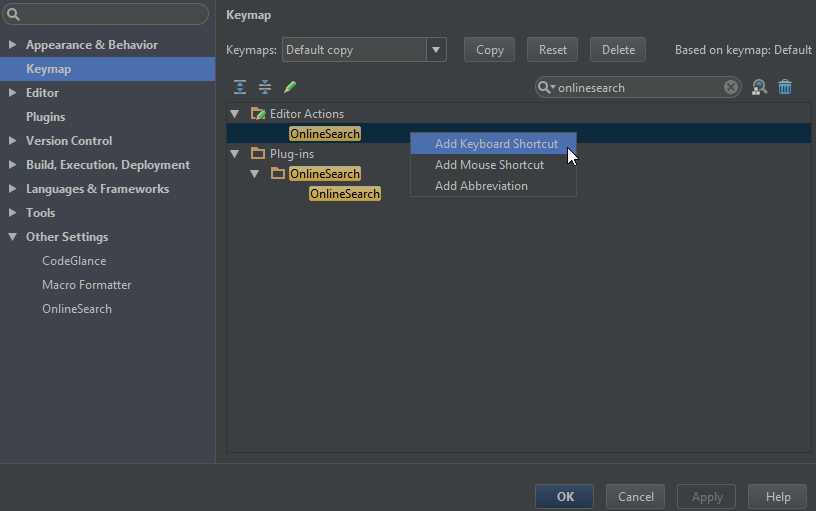 Keymap
Appearance & Behavior
Keymap
Editor
Plugins
Version Control
Build, Execution, Deployment
Languages & Frameworks
Tools
Other Settings
CodeGlance
Macro Formatter
OnlineSearch
Keymaps: Default copy Copy Reset Delete Based on keymap: Default
onlinesearch
Editor Actions
OnlineSearch
Plug-ins
OnlineSearch
OnlineSearch
Add Keyboard Shortcut
Add Mouse Shortcut
Add Abbreviation
OK Cancel Apply Help